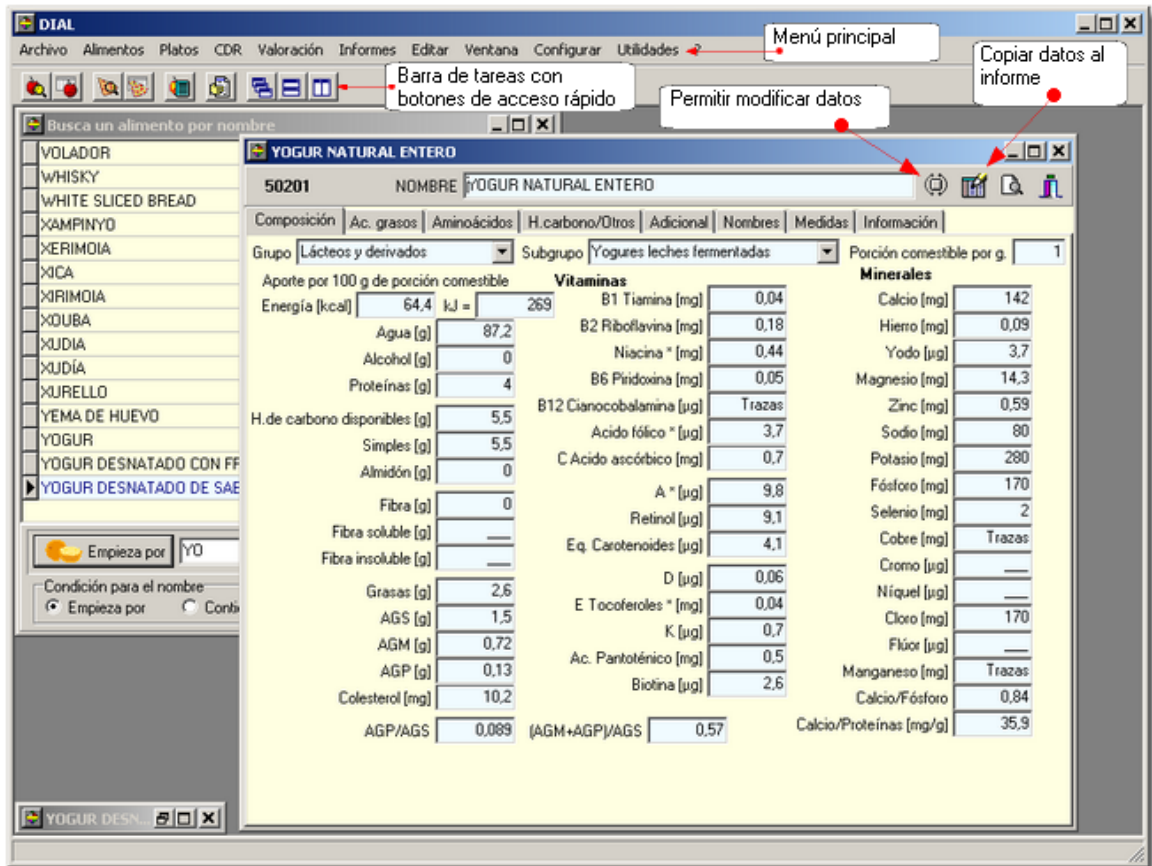 DIAL
Archivo Alimentos Platos CDR Valoración Informes Editar Ventana Configurar Utilidades ?
Menú principal
Copiar datos al
informe
Barra de tareas con
botones de acceso rápido
Permitir modificar datos
Busca un alimento por nombre
VOLADOR
WHISKY
WHITE SLICED BREAD
XAMPINYO
XERIMOIA
XICA
XIRIMOIA
XOUBA
XUDIA
XUDÍA
XURELLO
YEMA DE HUEVO
YOGUR
YOGUR DESNATADO CON FF
YOGUR DESNATADO DE SAE
Empieza por YO
Condición para el nombre
Empieza por Conti
YOGUR NATURAL ENTERO
50201 NOMBRE YOGUR NATURAL ENTERO
Composición Ac. grasos Aminoácidos H.carbono/Otros Adicional Nombres Medidas Información
Grupo Lácteos y derivados Subgrupo Yogures leches fermentadas Porción comestible por g. 1
Aporte por 100 g de porción comestible
Energía [kcal] 64,4 kJ = 269
Agua [g] 87,2
Alcohol [g] 0
Proteínas [g] 4
H.de carbono disponibles [g] 5,5
Simples [g] 5,5
Almidón [g] 0
Fibra [g] 0
Fibra soluble [g] __
Fibra insoluble [g] __
Grasas [g] 2,6
AGS [g] 1,5
AGM [g] 0,72
AGP [g] 0,13
Colesterol [mg] 10,2
AGP/AGS 0,089 (AGM+AGP)/AGS 0,57
Vitaminas
B1 Tiamina [mg] 0,04
B2 Riboflavina [mg] 0,18
Niacina * [mg] 0,44
B6 Piridoxina [mg] 0,05
B12 Cianocobalamina [µg] Trazas
Acido fólico * [µg] 3,7
C Acido ascórbico [mg] 0,7
A * [µg] 9,8
Retinol [µg] 9,1
Eq. Carotenoides [µg] 4,1
D [µg] 0,06
E Tocoferoles * [mg] 0,04
K [µg] 0,7
Ac. Pantoténico [mg] 0,5
Biotina [µg] 2,6
Minerales
Calcio [mg] 142
Hierro [mg] 0,09
Yodo [µg] 3,7
Magnesio [mg] 14,3
Zinc [mg] 0,59
Sodio [mg] 80
Potasio [mg] 280
Fósforo [mg] 170
Selenio [mg] 2
Cobre [mg] Trazas
Cromo [µg] __
Níquel [µg] __
Cloro [mg] 170
Flúor [µg] __
Manganeso [mg] Trazas
Calcio/Fósforo 0,84
Calcio/Proteínas [mg/g] 35,9
YOGUR DESN...